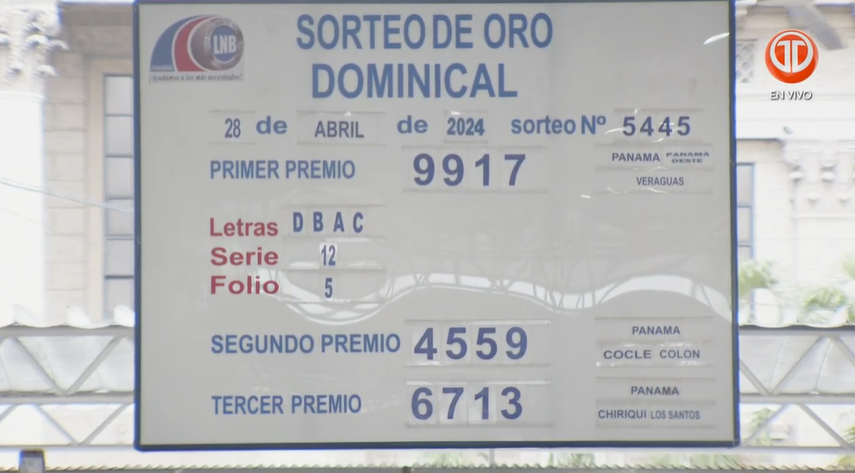 LNB
PANAMA
¡Ayudamos a los más necesitados!
SORTEO DE ORO
DOMINICAL
EN VIVO
28 de ABRIL de 2024 sorteo Nº 5445
PRIMER PREMIO 9917
PANAMA PANAMA OESTE
VERAGUAS
Letras D B A C
Serie 12
Folio 5
SEGUNDO PREMIO 4559
PANAMA
COCLE COLON
TERCER PREMIO 6713
PANAMA
CHIRIQUI LOS SANTOS